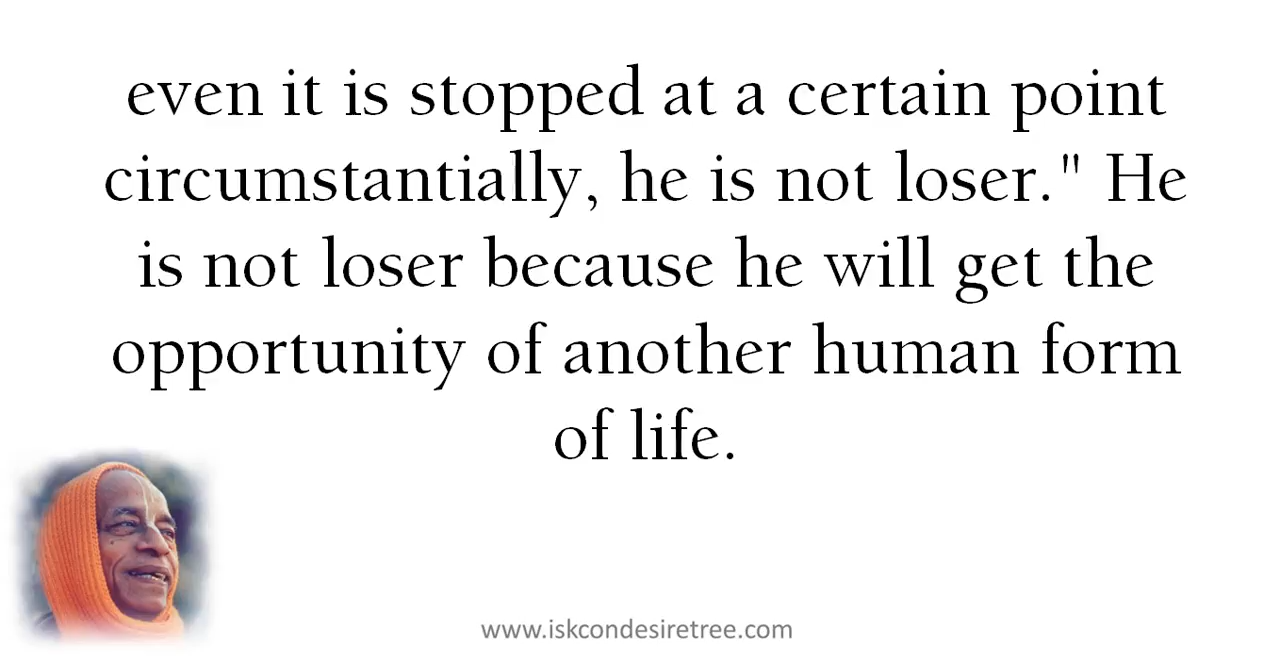 even it is stopped at a certain point
circumstantially, he is not loser." He
is not loser because he will get the
opportunity of another human form
of life.
www.iskcondesiretree.com